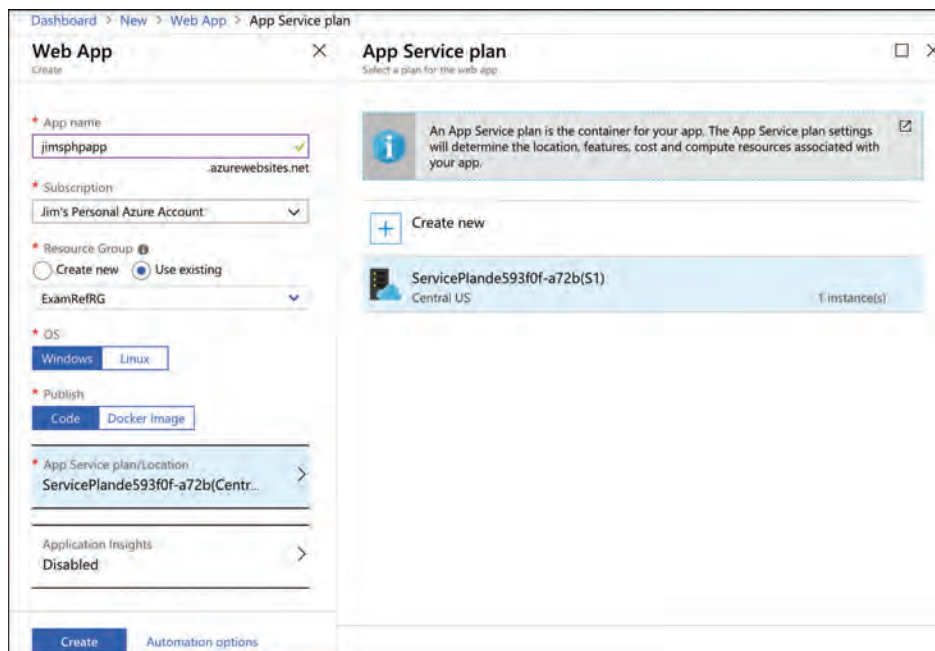 Dashboard > New > Web App > App Service plan
Web App
Create
* App name
jimsphpapp
.azurewebsites.net
* Subscription
Jim's Personal Azure Account
* Resource Group
Create new Use existing
ExamRefRG
* OS
Windows Linux
* Publish
Code Docker Image
* App Service plan/Location
ServicePlande593f0f-a72b(Centr...
Application Insights
Disabled
Create Automation options
App Service plan
Select a plan for the web app
An App Service plan is the container for your app. The App Service plan settings
will determine the location, features, cost and compute resources associated with
your app.
Create new
ServicePlande593f0f-a72b(S1)
Central US 1 instance(s)